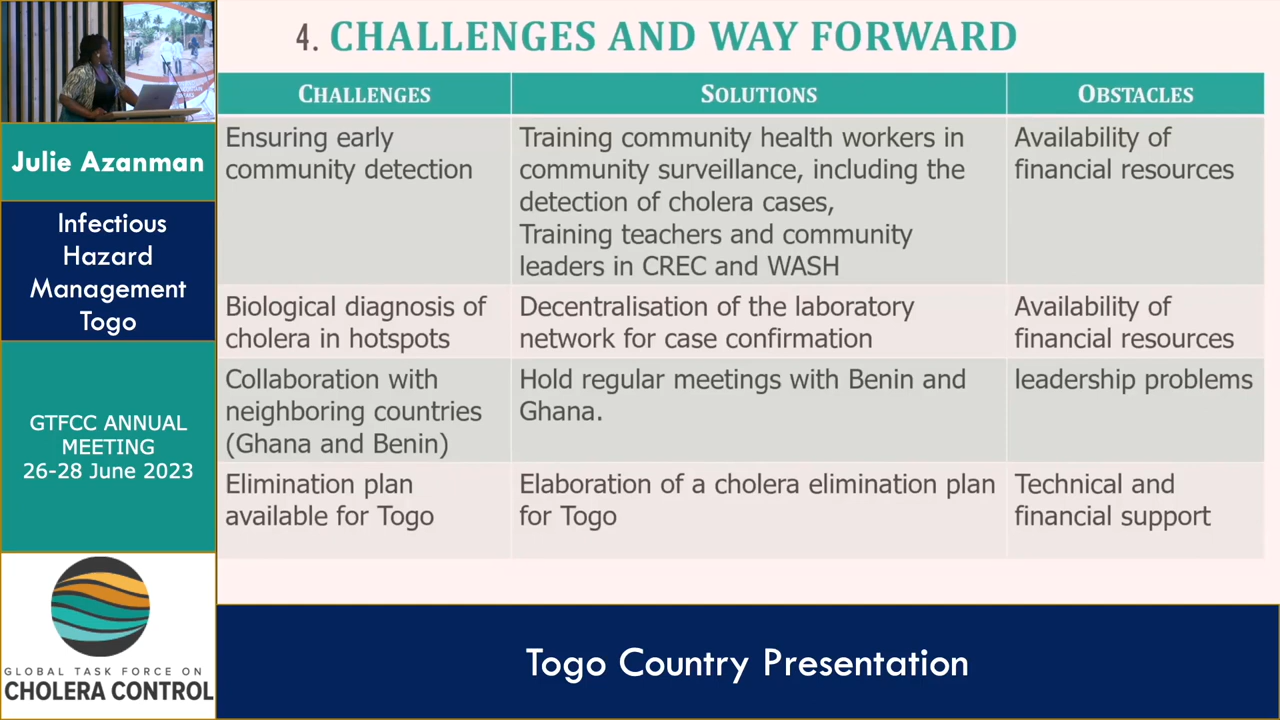 4. CHALLENGES AND WAY FORWARD
CHALLENGES
SOLUTIONS
OBSTACLES
Ensuring early
community detection
Training community health workers in
community surveillance, including the
detection of cholera cases,
Training teachers and community
leaders in CREC and WASH
Availability of
financial resources
Biological diagnosis of
cholera in hotspots
Decentralisation of the laboratory
network for case confirmation
Availability of
financial resources
Collaboration with
neighboring countries
(Ghana and Benin)
Hold regular meetings with Benin and
Ghana.
leadership problems
Elimination plan
available for Togo
Elaboration of a cholera elimination plan
for Togo
Technical and
financial support
Julie Azanman
Infectious
Hazard
Management
Togo
GTFCC ANNUAL
MEETING
26-28 June 2023
GLOBAL TASK FORCE ON
CHOLERA CONTROL
Togo Country Presentation